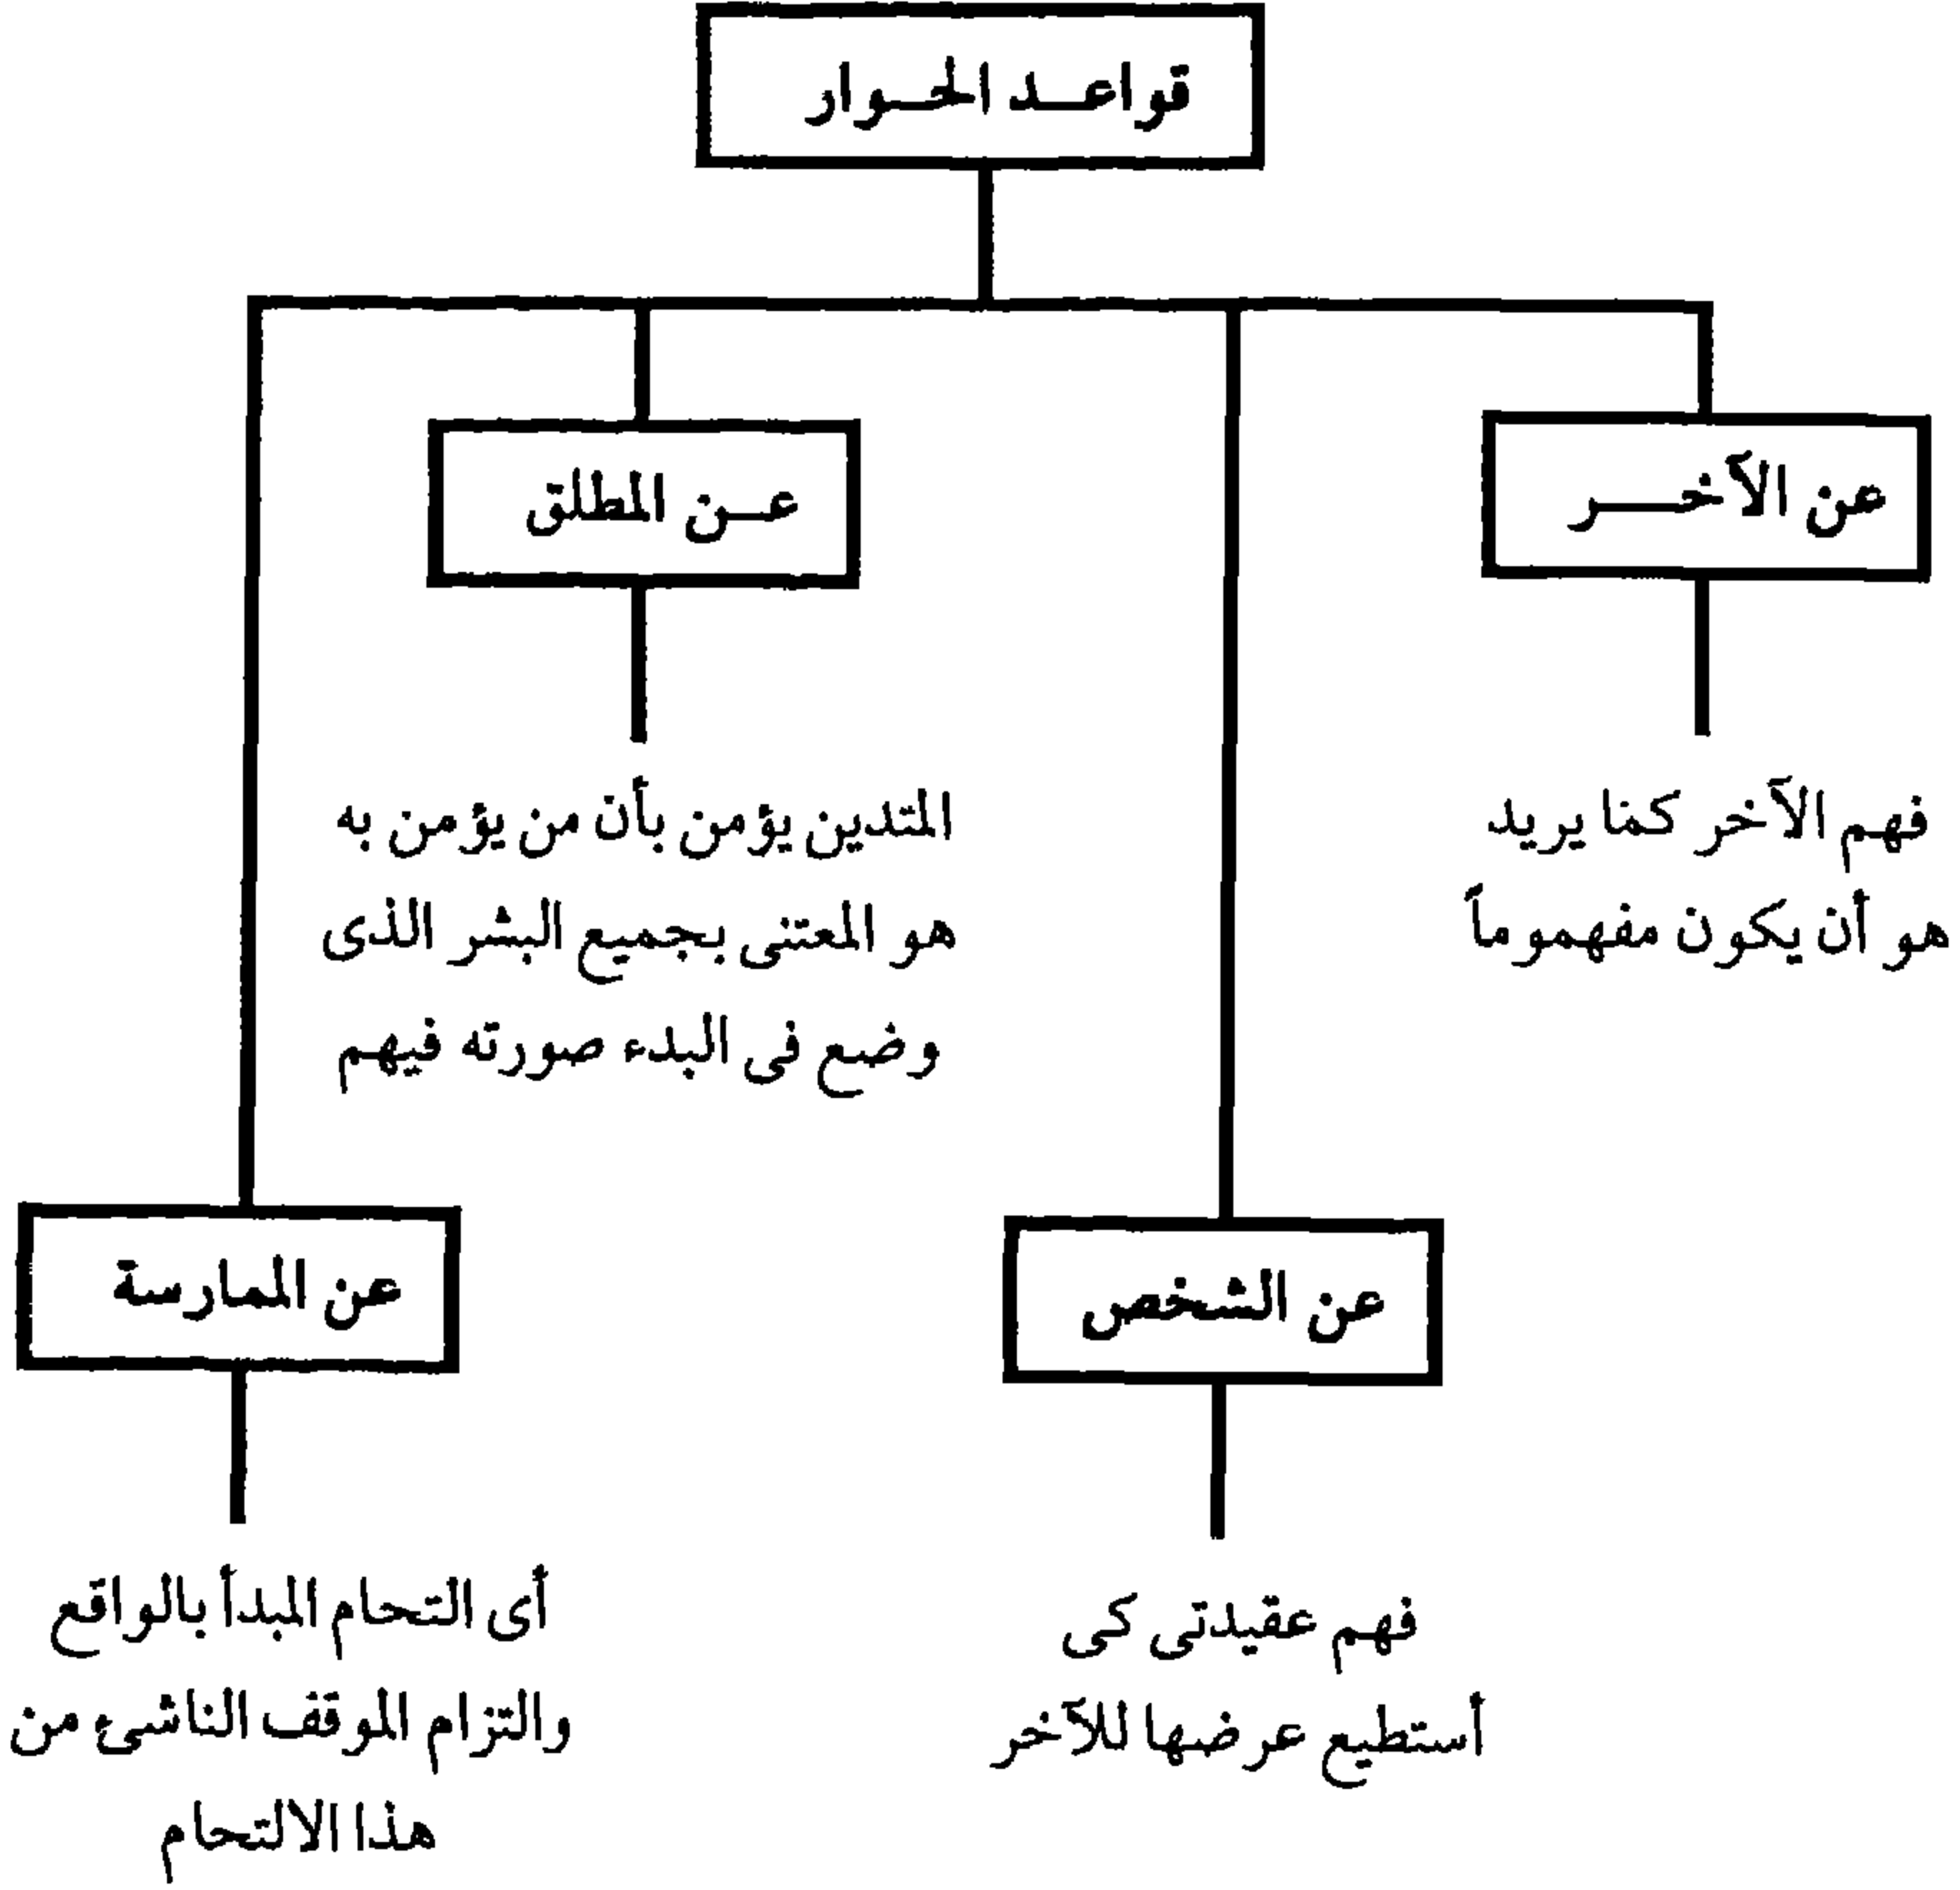 قواعد الحوار
عن الآخر
فهم الآخر كما يريد
هو أن يكون مفهوماً
عن الشخص
فهم عقيدتى كى
أستطيع عرضها للآخر
عن المطلق
المتدين يؤمن بأن من يؤمن به
هو المعتنى بجميع البشر الذى
وضع فى البدء صورته فيهم
عن الممارسة
أى التحام المبدأ بالواقع
والتزام الموقف الناشئ من
هذا الالتحام